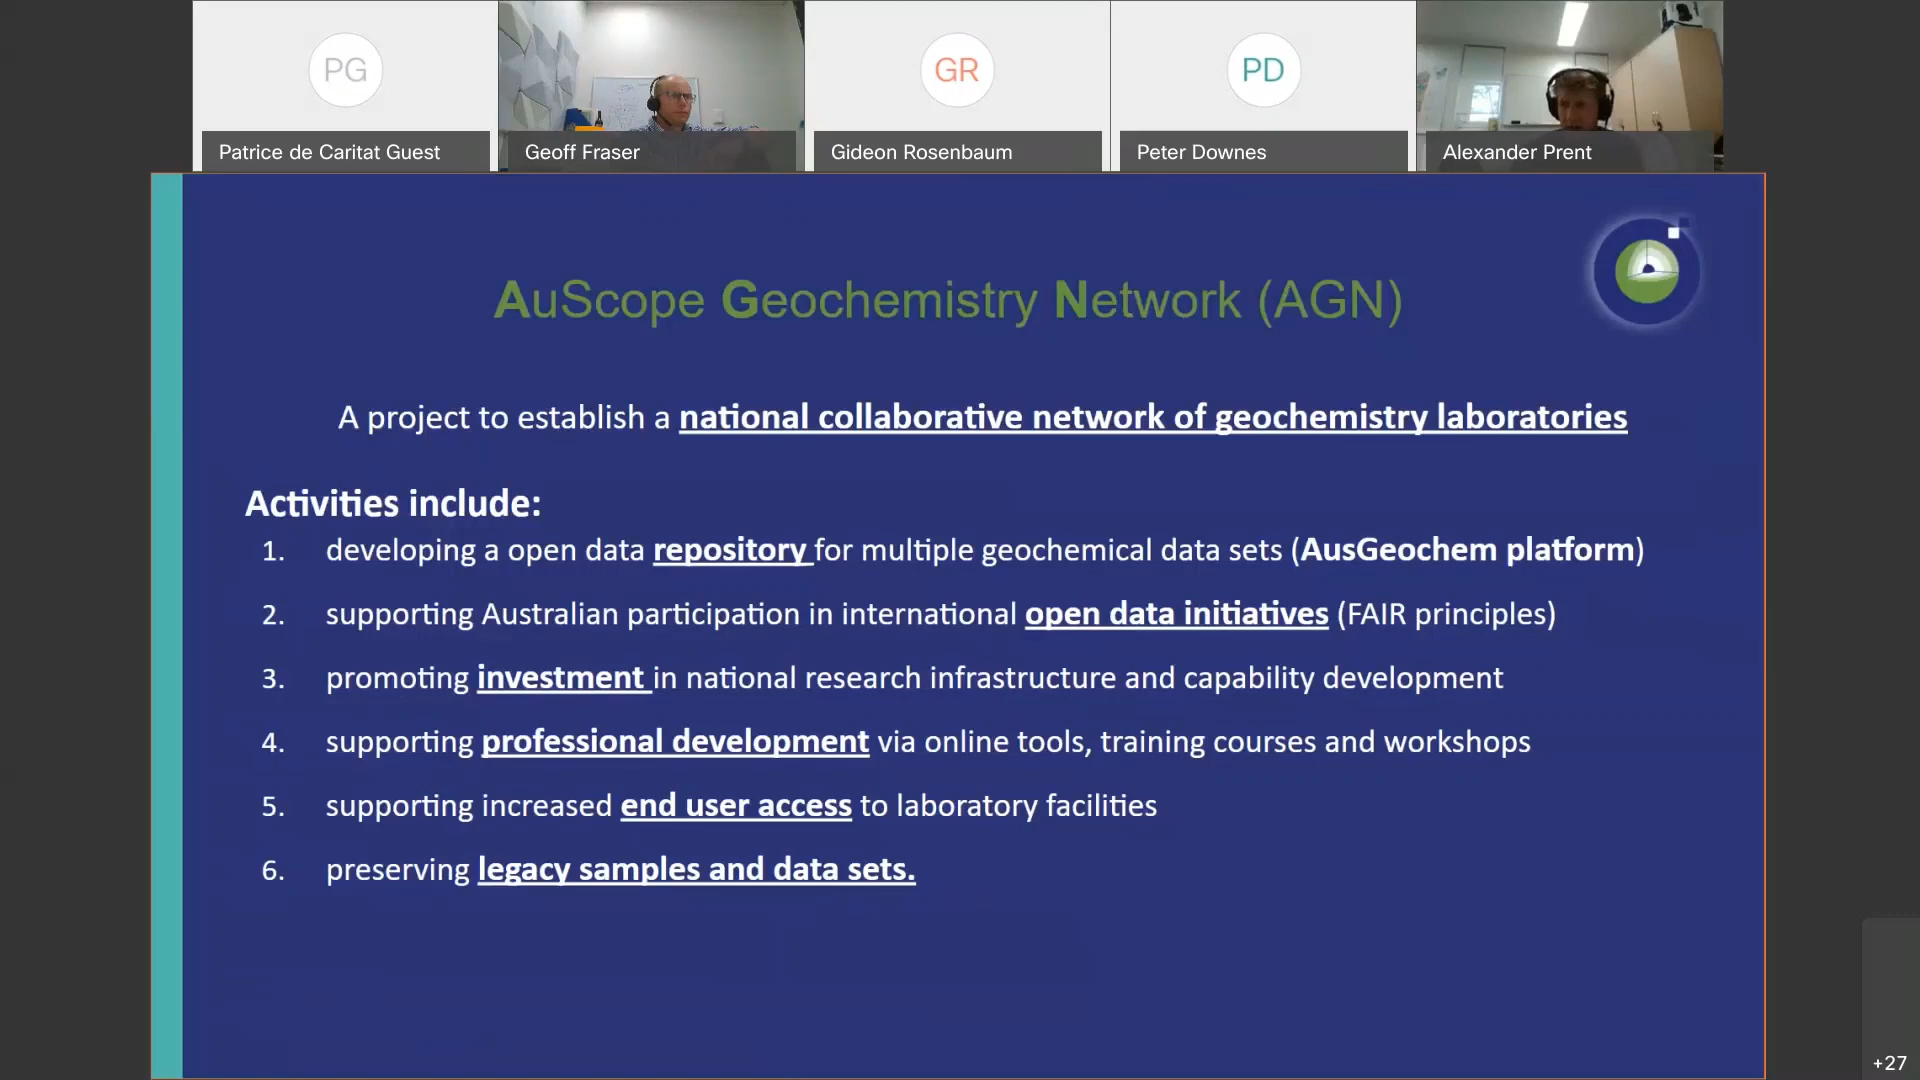 PG
GR
PD
Patrice de Caritat Guest
Geoff Fraser
Gideon Rosenbaum
Peter Downes
Alexander Prent
AuScope Geochemistry Network (AGN)
A project to establish a national collaborative network of geochemistry laboratories
Activities include:
1. developing a open data repository for multiple geochemical data sets (AusGeochem platform)
2. supporting Australian participation in international open data initiatives (FAIR principles)
3. promoting investment in national research infrastructure and capability development
4. supporting professional development via online tools, training courses and workshops
5. supporting increased end user access to laboratory facilities
6. preserving legacy samples and data sets.
+27